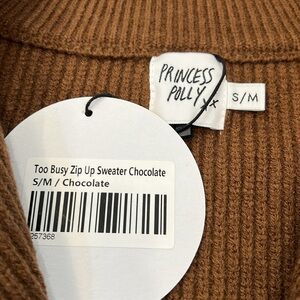 PRINCESS
POLLY xx
S/M
Too Busy Zip Up Sweater Chocolate
S/M / Chocolate
257368